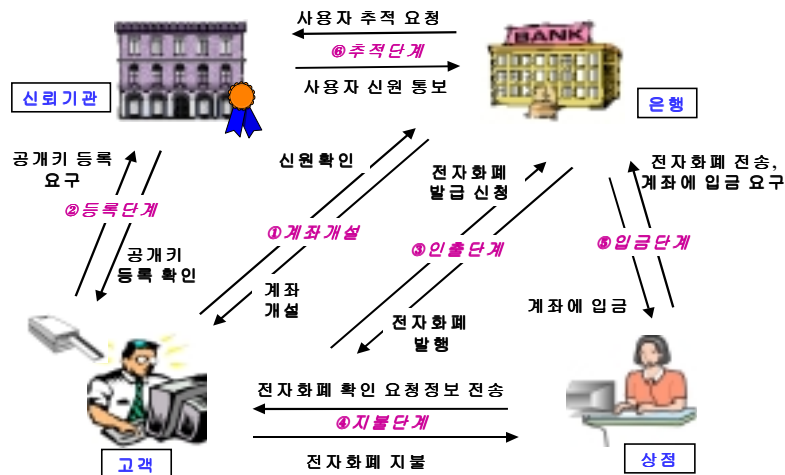 사용자 추적 요청
⑥추적단계
사용자 신원 통보
BANK
신뢰기관
은행
공개키 등록
요구
②등록단계
공개키
등록 확인
신원확인
①계좌개설
계좌
개설
전자화폐
발급 신청
③인출단계
전자화폐
발행
전자화폐 전송,
계좌에 입금 요구
⑤입금단계
계좌에 입금
전자화폐 확인 요청정보 전송
④지불단계
전자화폐 지불
고객
상점